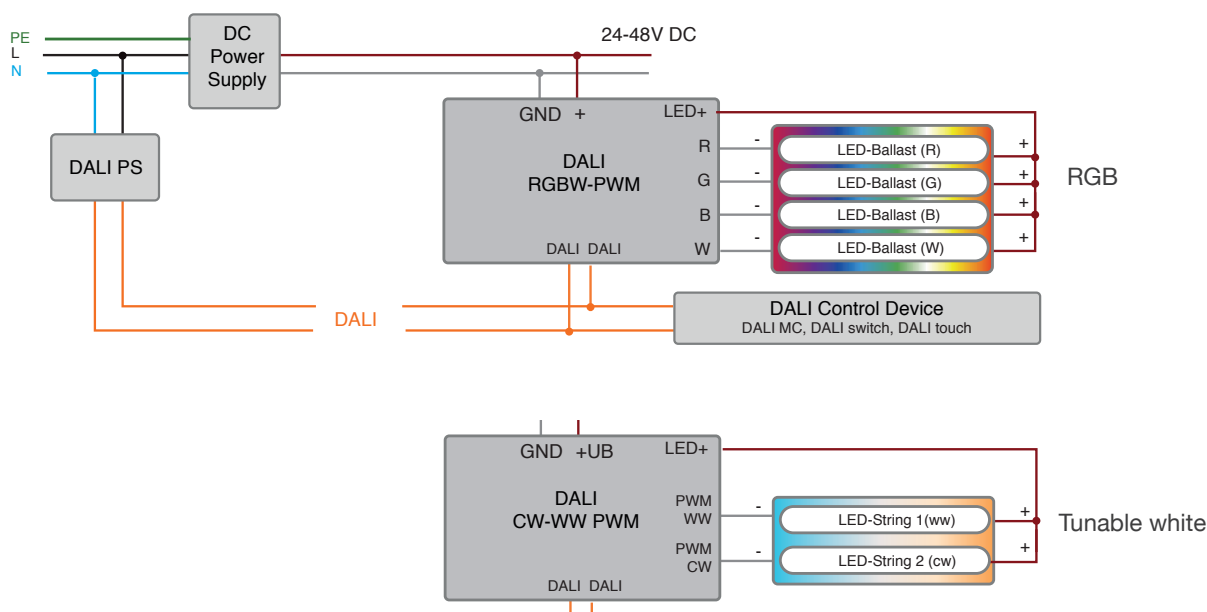 PE
L
N
DC
Power
Supply
24-48V DC
DALI PS
GND +
LED+
DALI
RGBW-PWM
R
G
B
W
DALI DALI
-
-
-
-
LED-Ballast (R)
LED-Ballast (G)
LED-Ballast (B)
LED-Ballast (W)
+
+
+
+
RGB
DALI
DALI Control Device
DALI MC, DALI switch, DALI touch
GND +UB
LED+
DALI
CW-WW PWM
PWM
WW
PWM
CW
DALI DALI
-
-
LED-String 1(ww)
LED-String 2 (cw)
+
+
Tunable white